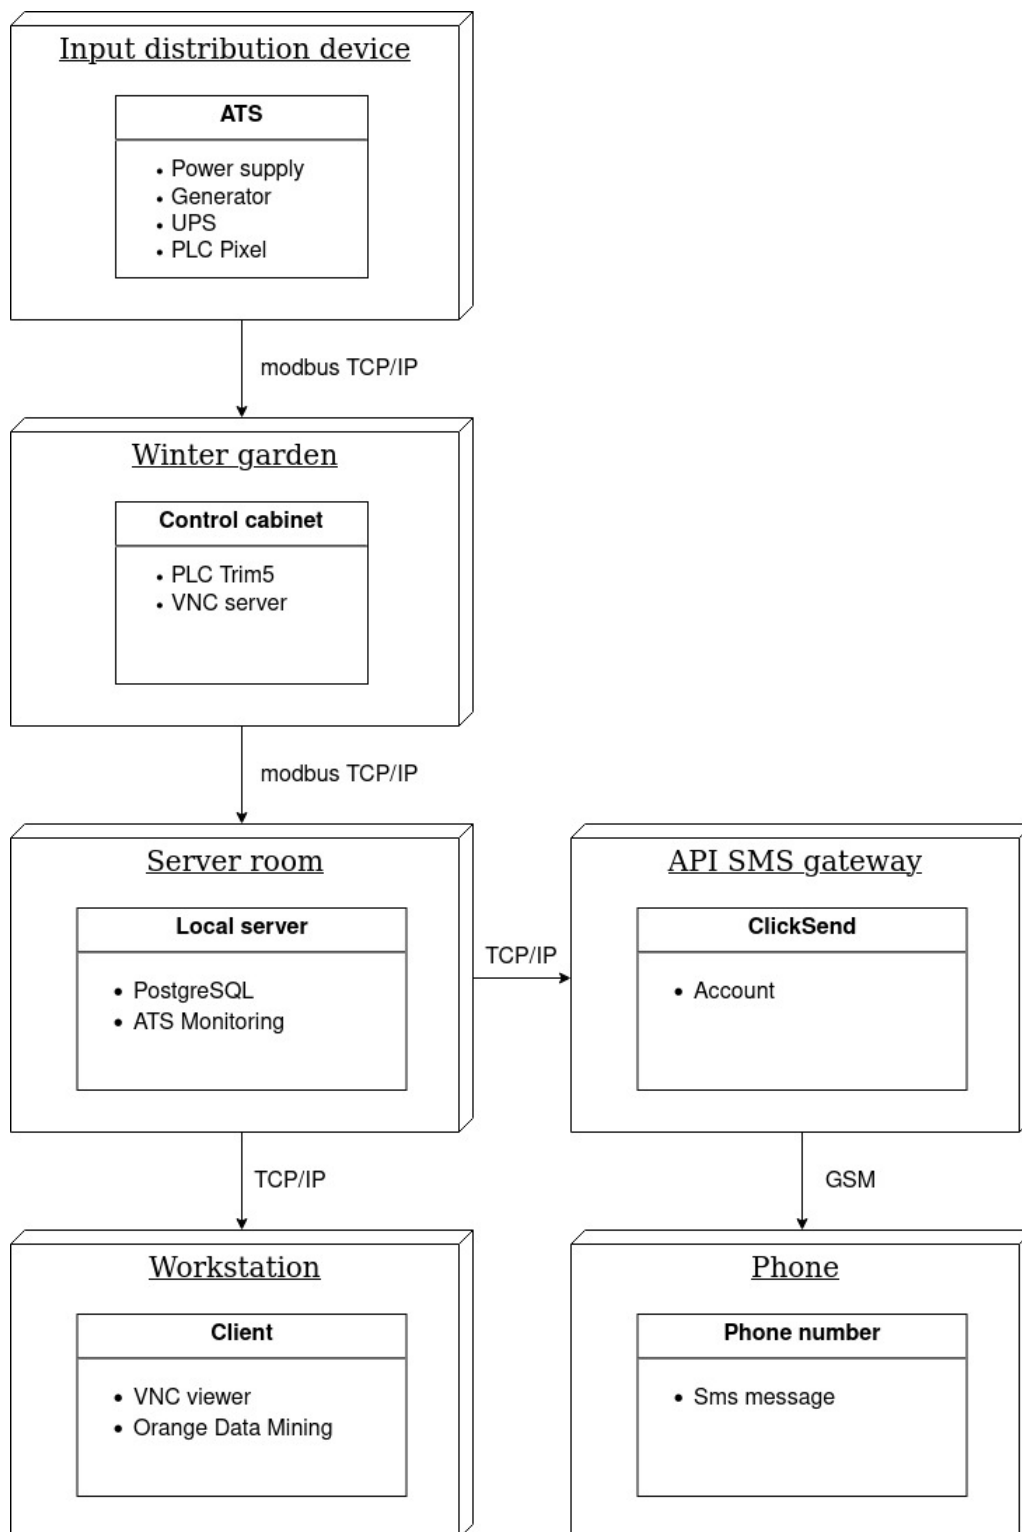 Input distribution device
ATS
• Power supply
• Generator
• UPS
• PLC Pixel
modbus TCP/IP
Winter garden
Control cabinet
• PLC Trim5
• VNC server
modbus TCP/IP
Server room
Local server
• PostgreSQL
• ATS Monitoring
TCP/IP
API SMS gateway
ClickSend
• Account
TCP/IP
GSM
Workstation
Client
• VNC viewer
• Orange Data Mining
Phone
Phone number
• Sms message